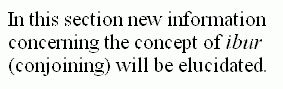 In this section new information
concerning the concept of ibur
(conjoining) will be elucidated.